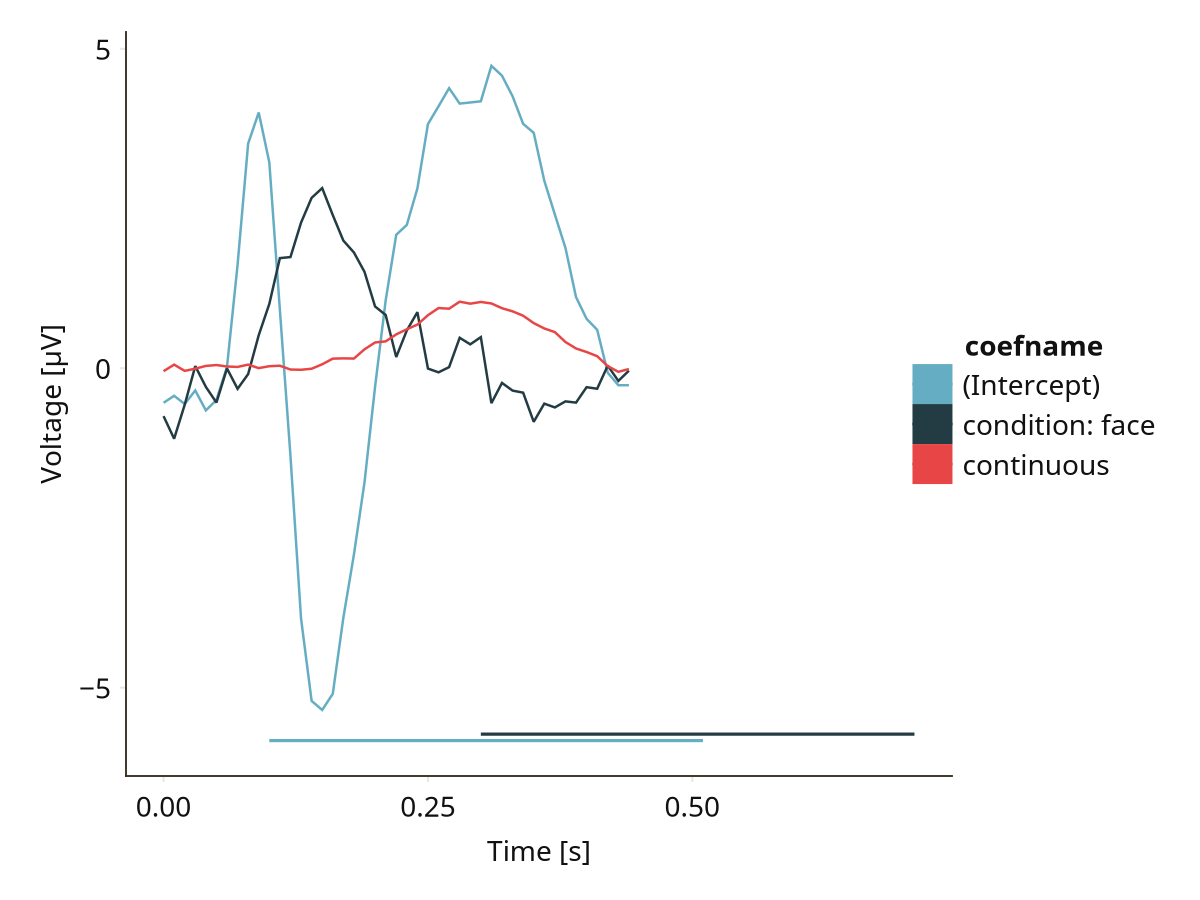 5
0
−5
Voltage [µV]
0.00
0.25
0.50
Time [s]
coefname
(Intercept)
condition: face
continuous